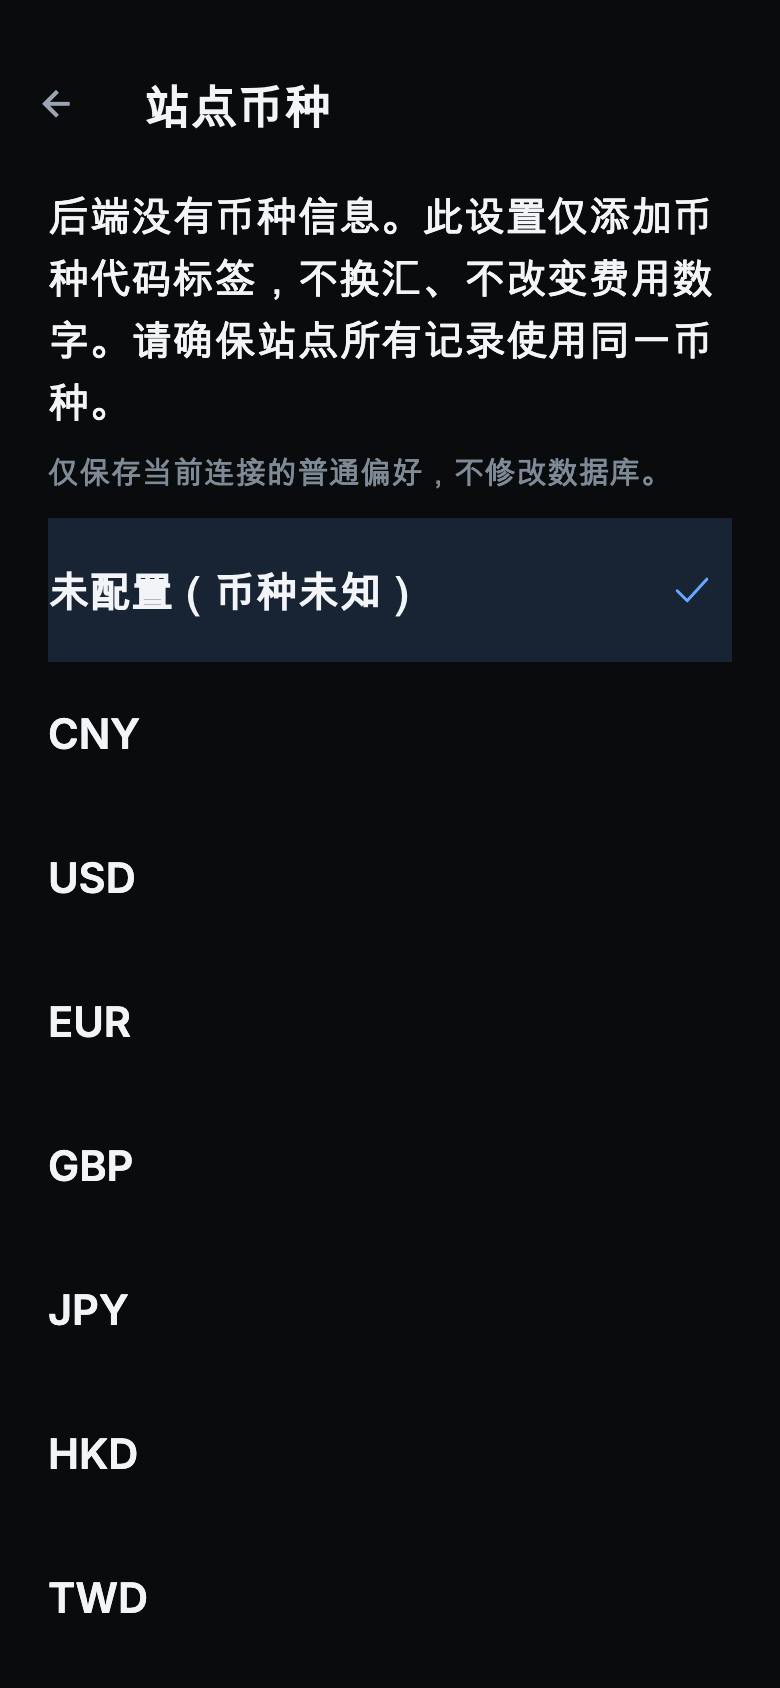 站点币种
后端没有币种信息。此设置仅添加币
种代码标签，不换汇、不改变费用数
字。请确保站点所有记录使用同一币
种。
仅保存当前连接的普通偏好，不修改数据库。
未配置（币种未知）
CNY
USD
EUR
GBP
JPY
HKD
TWD